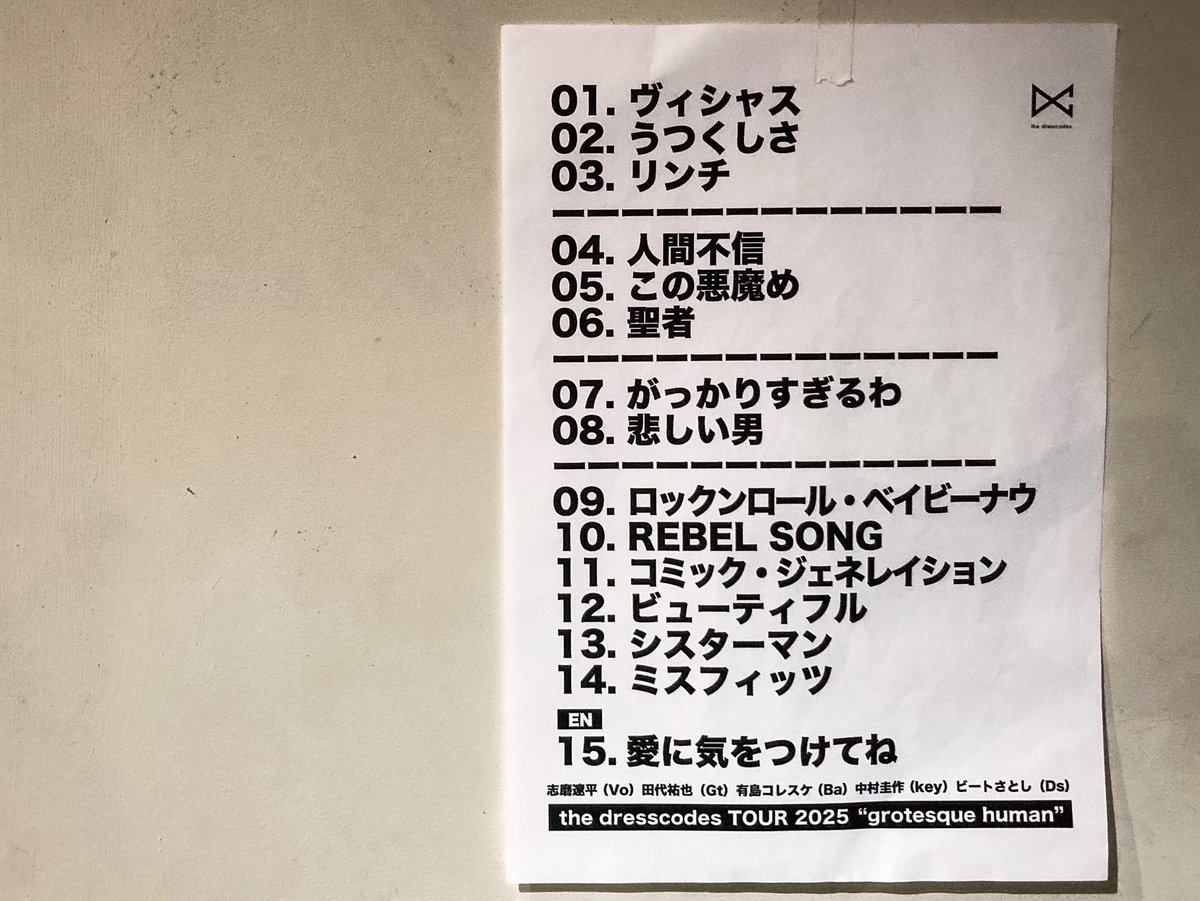 the dresscodes
01. ヴィシャス
02. うつくしさ
03. リンチ
04. 人間不信
05. この悪魔め
06. 聖者
07. がっかりすぎるわ
08. 悲しい男
09. ロックンロール・ベイビーナウ
10. REBEL SONG
11. コミック・ジェネレイション
12. ビューティフル
13. シスターマン
14. ミスフィッツ
EN
15. 愛に気をつけてね
志磨遼平（Vo）田代祐也（Gt）有島コレスケ（Ba）中村圭作（key）ビートさとし（Ds）
the dresscodes TOUR 2025 “grotesque human”